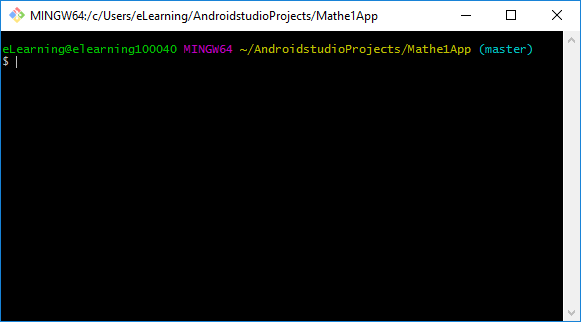 MINGW64:/c/Users/eLearning/AndroidstudioProjects/Mathe1App
eLearning@elearning100040 MINGW64 ~/AndroidstudioProjects/Mathe1App (master)
$